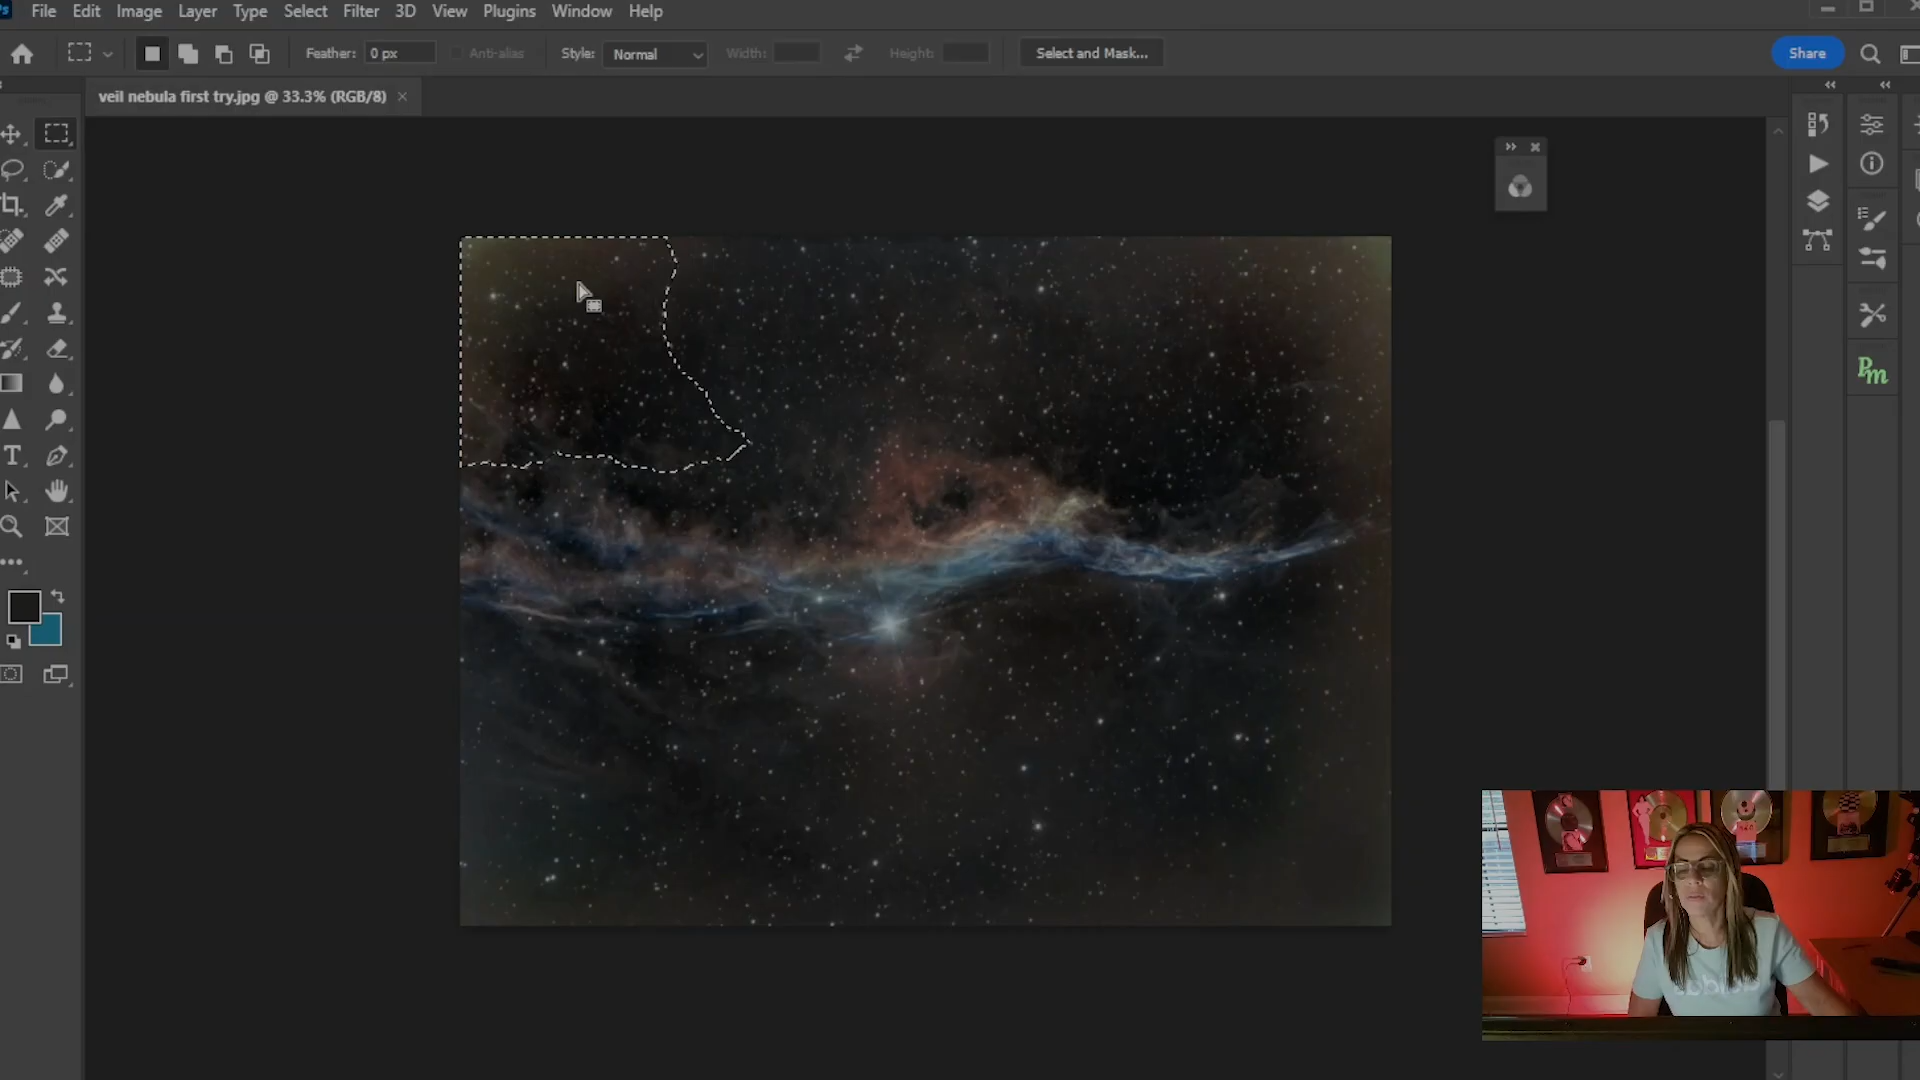 File Edit Image Layer Type Select Filter 3D View Plugins Window Help
Feather: 0 px Anti-alias Style: Normal Width: Height: Select and Mask... Share
veil nebula first try.jpg @ 33.3% (RGB/8)
Pm